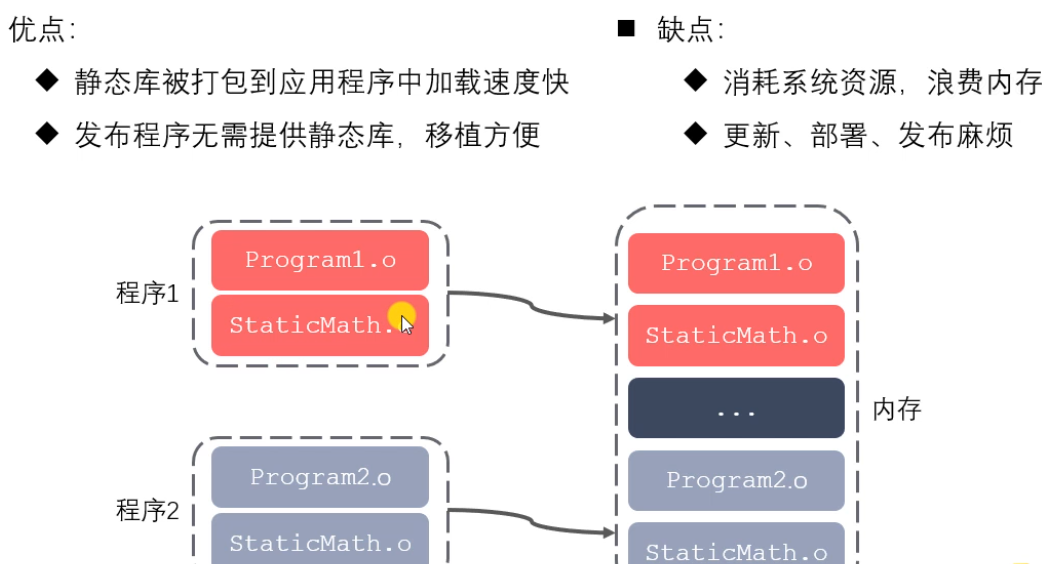 优点：
静态库被打包到应用程序中加载速度快
发布程序无需提供静态库，移植方便
缺点：
消耗系统资源，浪费内存
更新、部署、发布麻烦
程序1
Program1.o
StaticMath.
程序2
Program2.o
StaticMath.o
Program1.o
StaticMath.o
...
Program2.o
StaticMath.o
内存